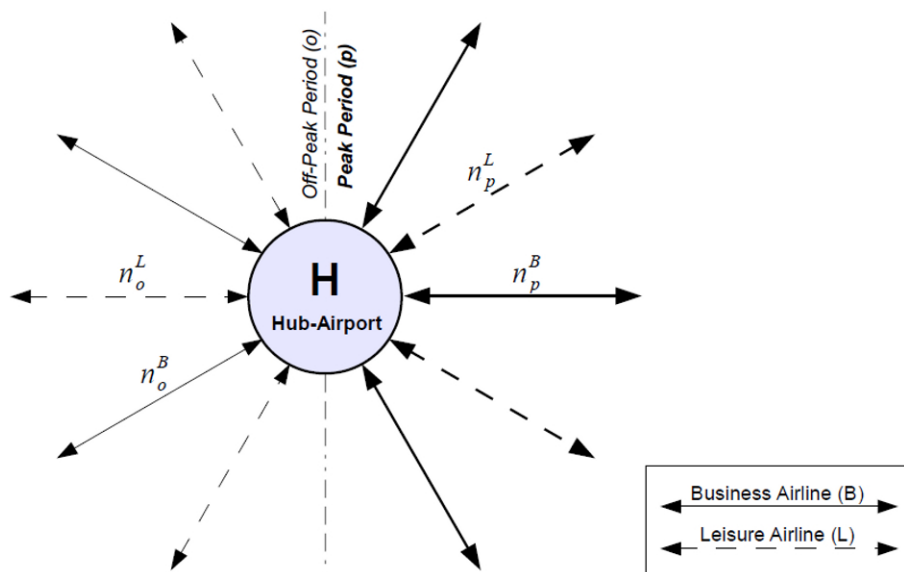 Off-Peak Period (o)
Peak Period (p)
n_p^L
n_o^L
H
Hub-Airport
n_p^B
n_o^B
Business Airline (B)
Leisure Airline (L)